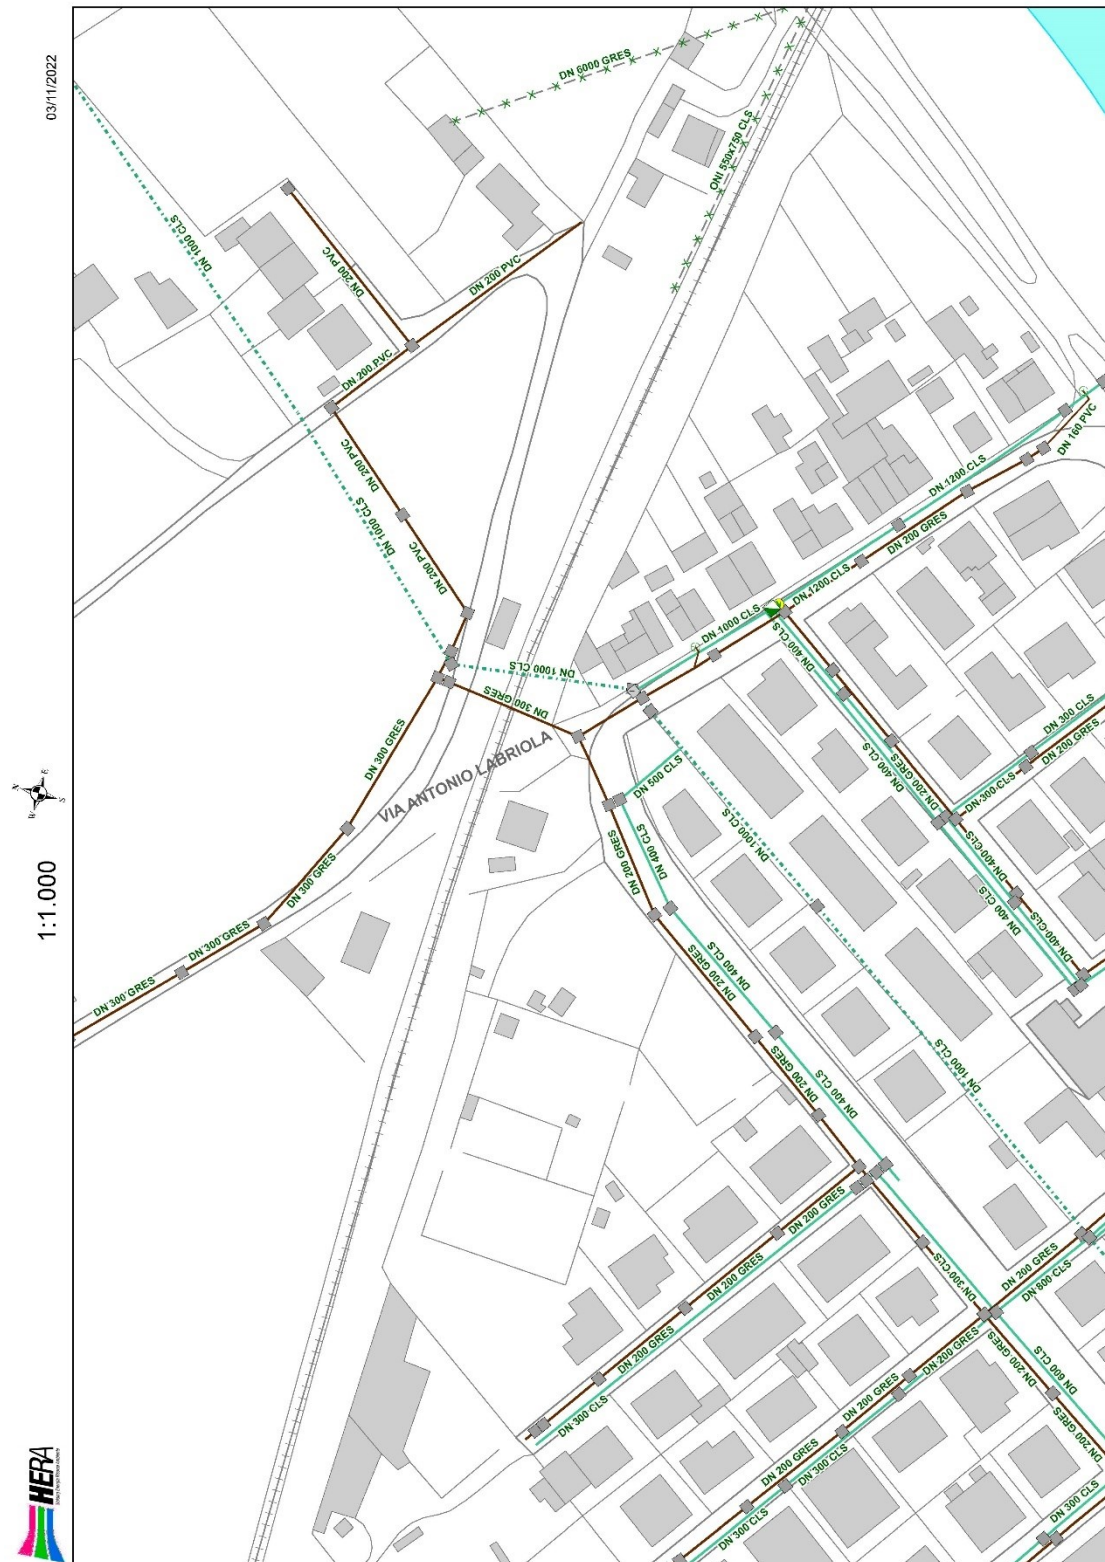 03/11/2022
1:1.000
HERA
N
E
S
W
DN 6000 GRES
ONI 550x750 CLS
DN 1000 CLS
DN 200 PVC
DN 200 PVC
DN 200 PVC
DN 200 PVC
DN 1000 CLS
DN 200 PVC
DN 160 PVC
DN 1200 CLS
DN 200 GRES
DN 1200 CLS
DN 1000 CLS
DN 400 CLS
DN 1000 CLS
DN 300 GRES
VIA ANTONIO LABRIOLA
DN 300 GRES
DN 300 GRES
DN 300 GRES
DN 300 GRES
DN 500 CLS
DN 400 CLS
DN 200 GRES
DN 400 CLS
DN 200 GRES
DN 300 CLS
DN 200 GRES
DN 300 CLS
DN 400 CLS
DN 400 CLS
DN 400 CLS
DN 400 CLS
DN 1000 CLS
DN 400 CLS
DN 200 GRES
DN 400 CLS
DN 200 GRES
DN 1000 CLS
DN 200 GRES
DN 200 GRES
DN 200 GRES
DN 300 CLS
DN 300 CLS
DN 200 GRES
DN 800 CLS
DN 200 GRES
DN 200 GRES
DN 600 CLS
DN 200 GRES
DN 200 GRES
DN 300 CLS
DN 200 GRES
DN 300 CLS
DN 300 CLS